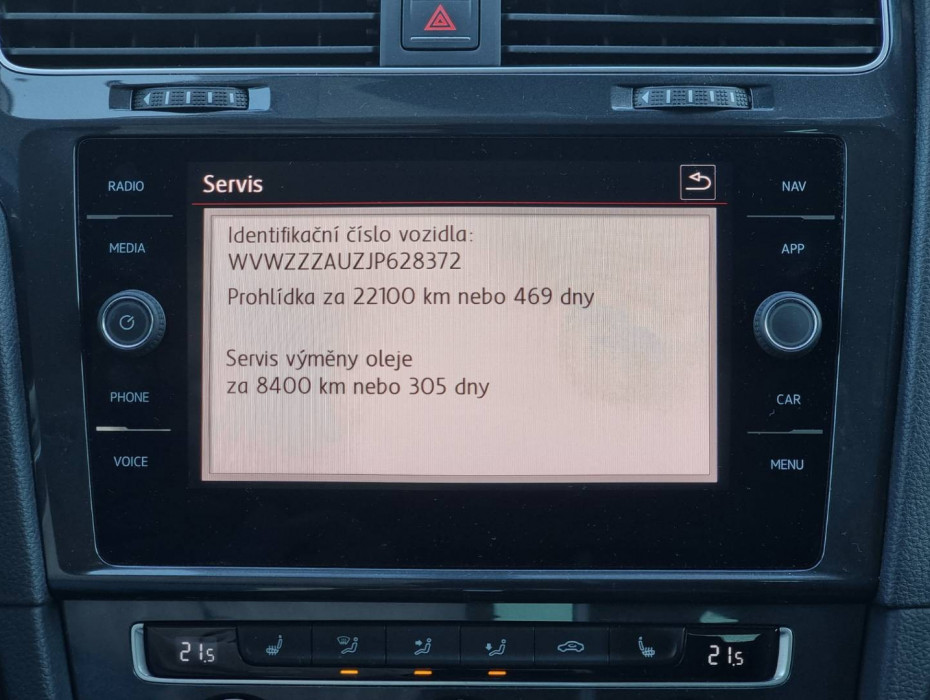 RADIO
MEDIA
PHONE
VOICE
Servis
Identifikační číslo vozidla:
WVWZZZAUZJP628372
Prohlídka za 22100 km nebo 469 dny
Servis výměny oleje
za 8400 km nebo 305 dny
NAV
APP
CAR
MENU
21,5
21,5